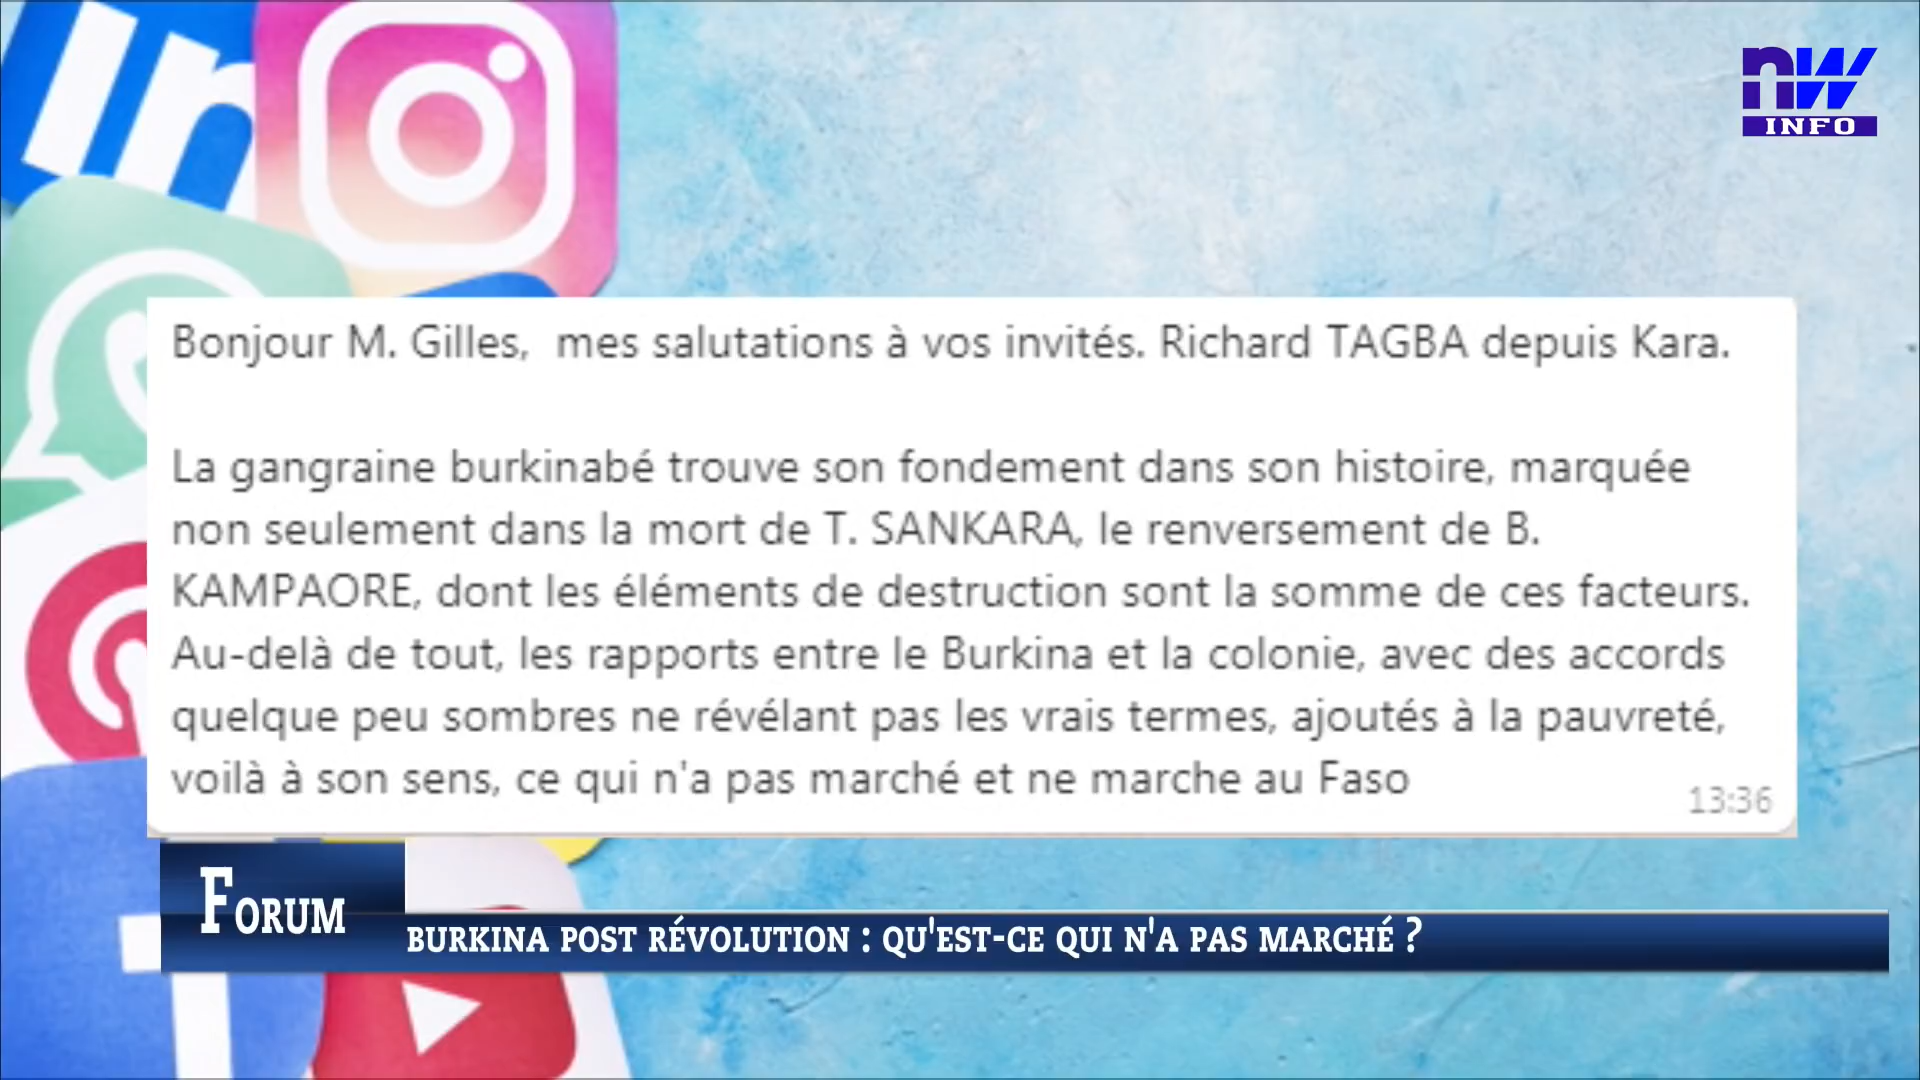 in
nw
INFO
Bonjour M. Gilles,  mes salutations à vos invités. Richard TAGBA depuis Kara.
La gangraine burkinabé trouve son fondement dans son histoire, marquée
non seulement dans la mort de T. SANKARA, le renversement de B.
KAMPAORE, dont les éléments de destruction sont la somme de ces facteurs.
Au-delà de tout, les rapports entre le Burkina et la colonie, avec des accords
quelque peu sombres ne révélant pas les vrais termes, ajoutés à la pauvreté,
voilà à son sens, ce qui n'a pas marché et ne marche au Faso
13:36
FORUM
BURKINA POST RÉVOLUTION : QU'EST-CE QUI N'A PAS MARCHÉ ?